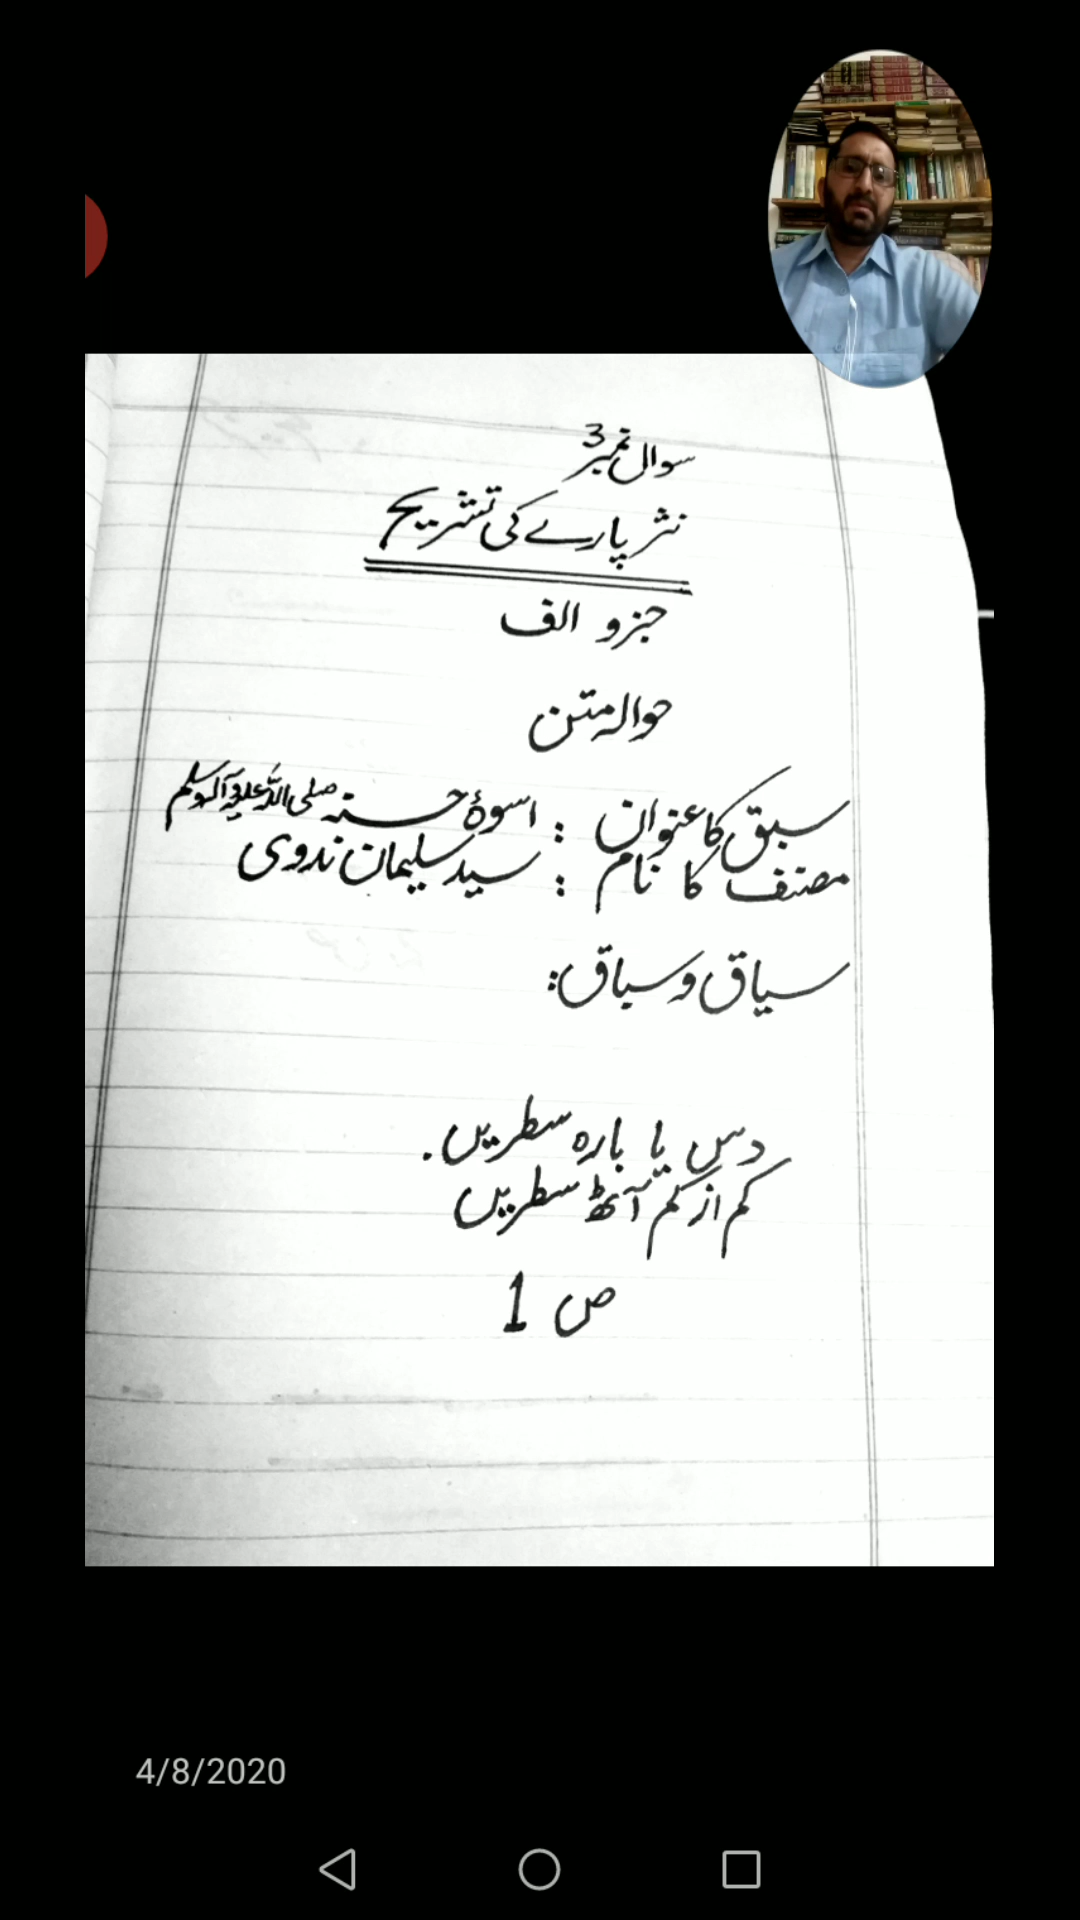 سوال نمبر 3
نثر پارے کی تشریح
جزو الف
حوالہ متن
سبق کا عنوان : اسوۂ حسنہ صلی اللہ علیہ وآلہ وسلم
مصنف کا نام : سید سلیمان ندوی
سیاق و سباق:
دس یا بارہ سطریں.
کم از کم آٹھ سطریں
ص 1
4/8/2020